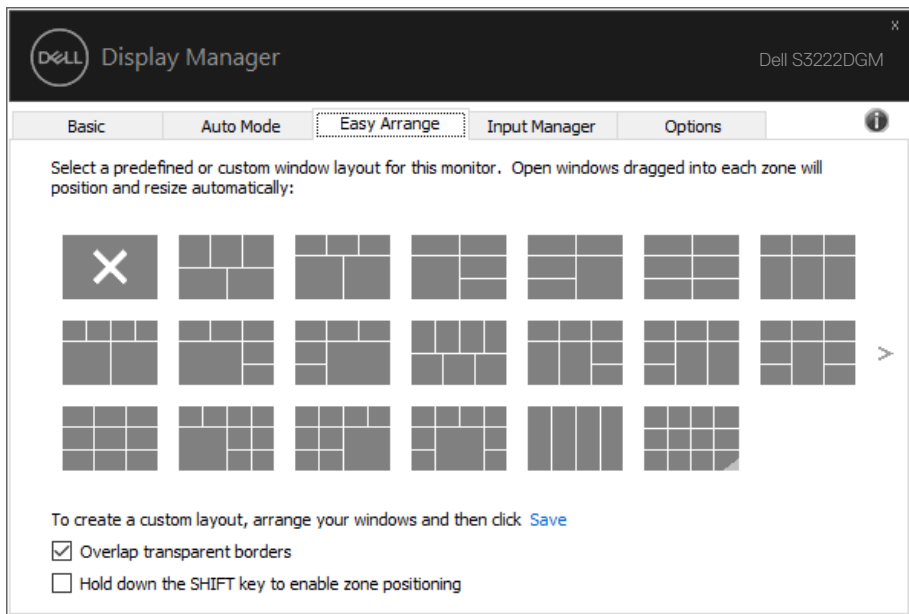 x
DELL Display Manager
Dell S3222DGM
Basic Auto Mode Easy Arrange Input Manager Options
Select a predefined or custom window layout for this monitor. Open windows dragged into each zone will
position and resize automatically:
>
To create a custom layout, arrange your windows and then click Save
Overlap transparent borders
Hold down the SHIFT key to enable zone positioning